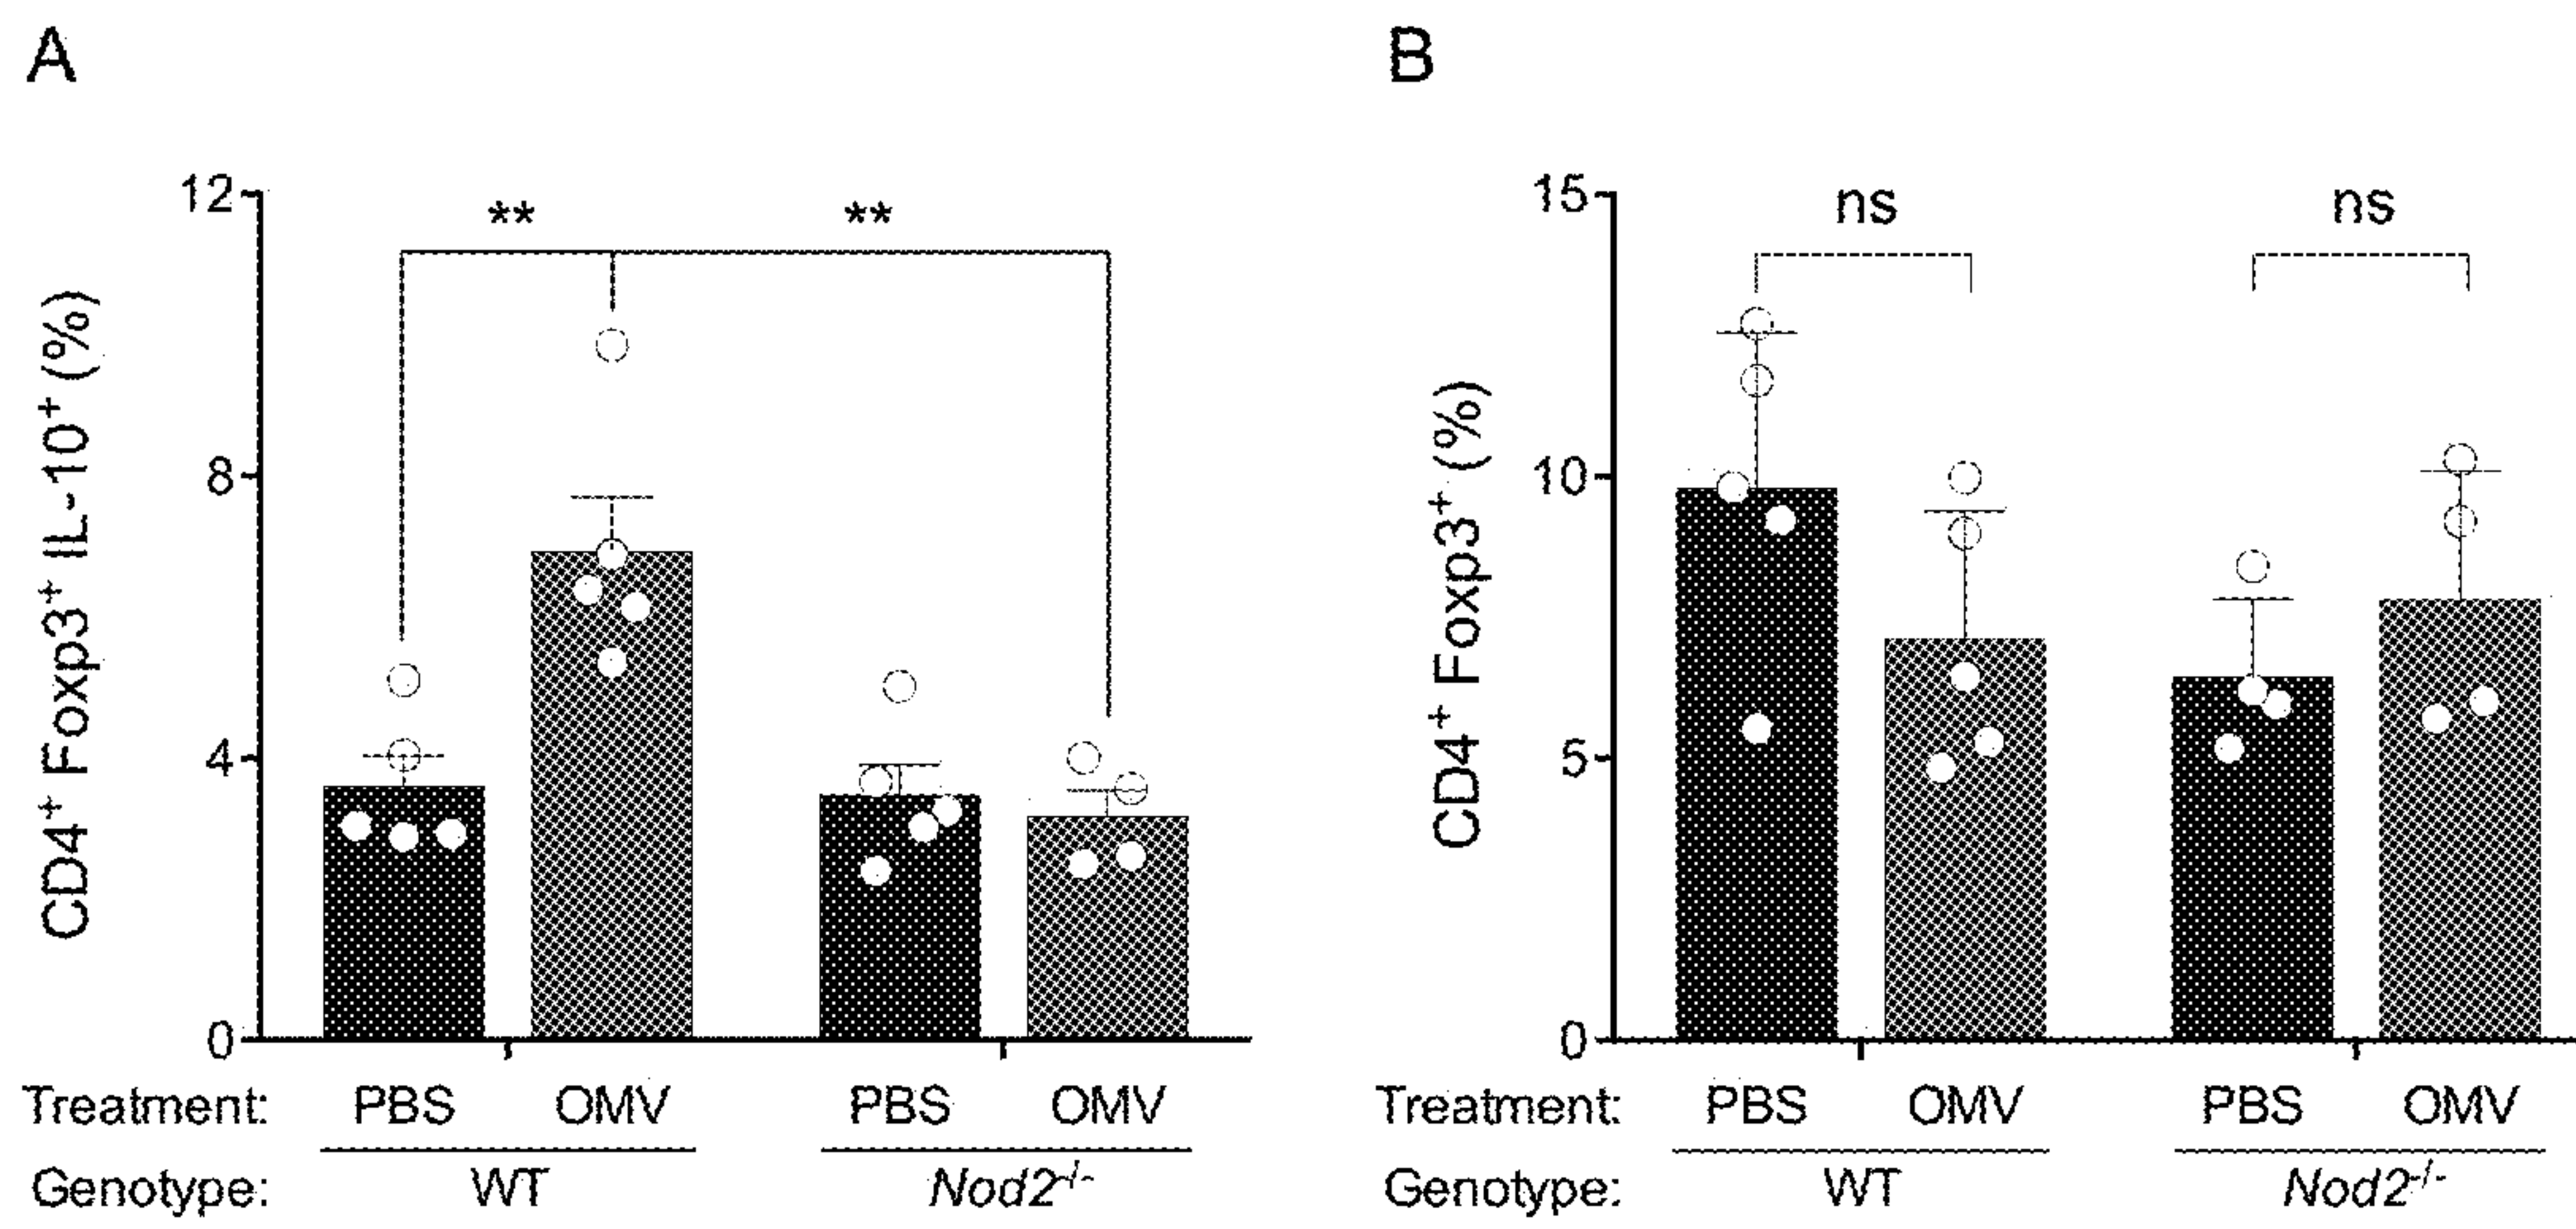 A
CD4+ Foxp3+ IL-10+ (%)
12
8
4
0
** **
Treatment: PBS OMV PBS OMV
Genotype: WT Nod2-/-
B
CD4+ Foxp3+ (%)
15
10
5
0
ns ns
Treatment: PBS OMV PBS OMV
Genotype: WT Nod2-/-